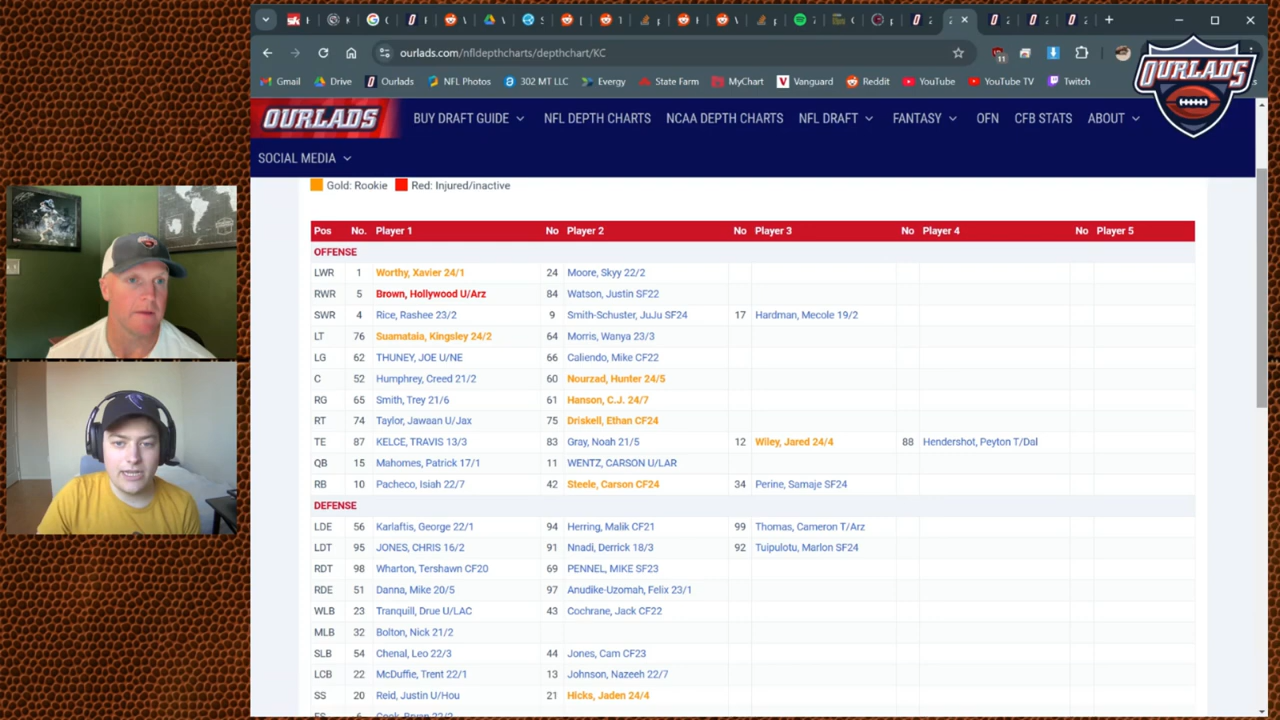 ourlads.com/nfldepthcharts/depthchart/KC
11
Gmail Drive Ourlads NFL Photos 302 MT LLC Evergy State Farm MyChart Vanguard Reddit YouTube YouTube TV Twitch
OURLADS
OURLADS BUY DRAFT GUIDE NFL DEPTH CHARTS NCAA DEPTH CHARTS NFL DRAFT FANTASY OFN CFB STATS ABOUT
SOCIAL MEDIA
Gold: Rookie Red: Injured/inactive
Pos No. Player 1 No Player 2 No Player 3 No Player 4 No Player 5
OFFENSE
LWR 1 Worthy, Xavier 24/1 24 Moore, Skyy 22/2
RWR 5 Brown, Hollywood U/Arz 84 Watson, Justin SF22
SWR 4 Rice, Rashee 23/2 9 Smith-Schuster, JuJu SF24 17 Hardman, Mecole 19/2
LT 76 Suamataia, Kingsley 24/2 64 Morris, Wanya 23/3
LG 62 THUNEY, JOE U/NE 66 Caliendo, Mike CF22
C 52 Humphrey, Creed 21/2 60 Nourzad, Hunter 24/5
RG 65 Smith, Trey 21/6 61 Hanson, C.J. 24/7
RT 74 Taylor, Jawaan U/Jax 75 Driskell, Ethan CF24
TE 87 KELCE, TRAVIS 13/3 83 Gray, Noah 21/5 12 Wiley, Jared 24/4 88 Hendershot, Peyton T/Dal
QB 15 Mahomes, Patrick 17/1 11 WENTZ, CARSON U/LAR
RB 10 Pacheco, Isiah 22/7 42 Steele, Carson CF24 34 Perine, Samaje SF24
DEFENSE
LDE 56 Karlaftis, George 22/1 94 Herring, Malik CF21 99 Thomas, Cameron T/Arz
LDT 95 JONES, CHRIS 16/2 91 Nnadi, Derrick 18/3 92 Tuipulotu, Marlon SF24
RDT 98 Wharton, Tershawn CF20 69 PENNEL, MIKE SF23
RDE 51 Danna, Mike 20/5 97 Anudike-Uzomah, Felix 23/1
WLB 23 Tranquill, Drue U/LAC 43 Cochrane, Jack CF22
MLB 32 Bolton, Nick 21/2
SLB 54 Chenal, Leo 22/3 44 Jones, Cam CF23
LCB 22 McDuffie, Trent 22/1 13 Johnson, Nazeeh 22/7
SS 20 Reid, Justin U/Hou 21 Hicks, Jaden 24/4
FS 6 Cook, Bryan 22/2